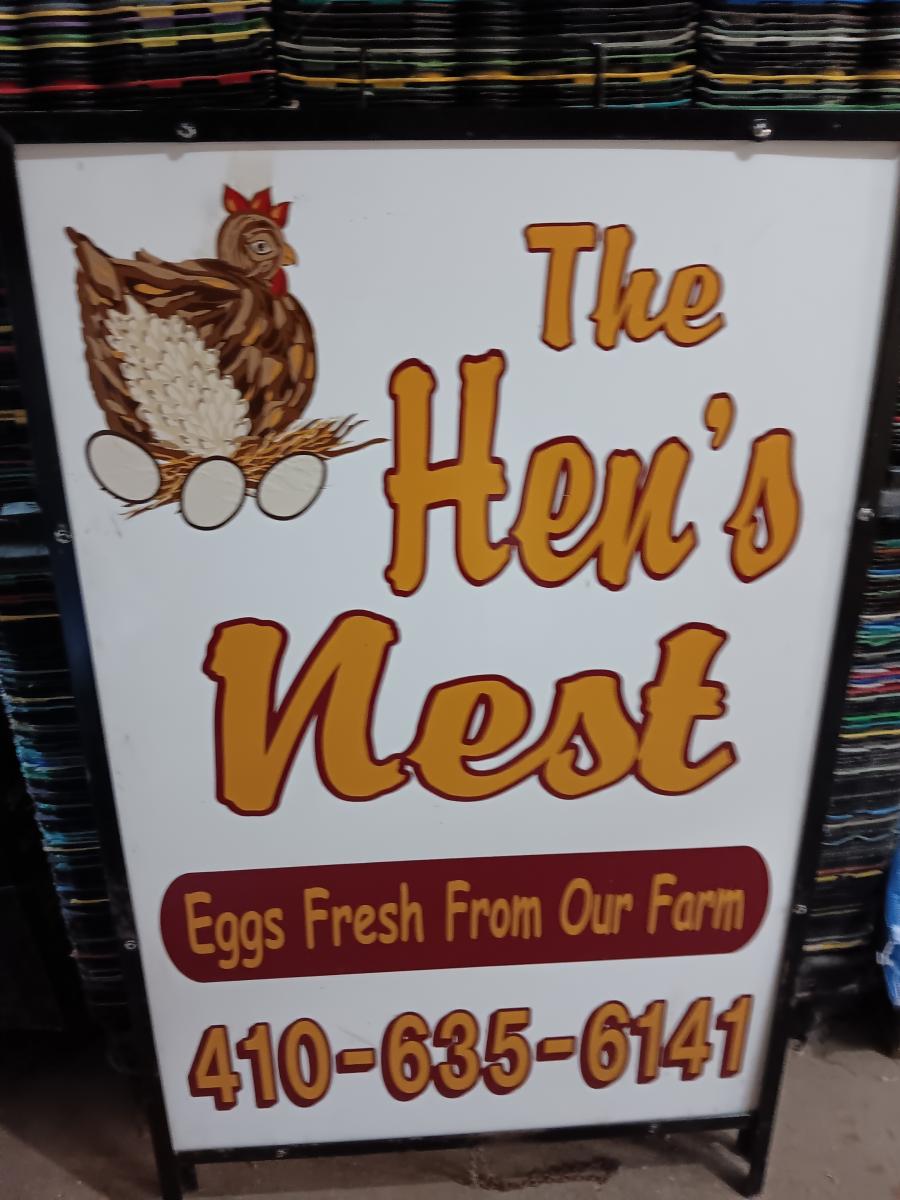 The
Hen's
Nest
Eggs Fresh From Our Farm
410-635-6141